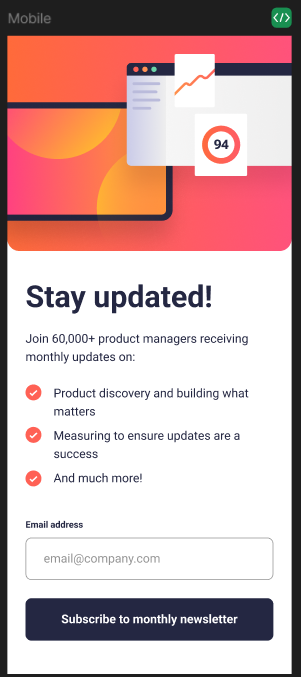 Mobile
</>
94
Stay updated!
Join 60,000+ product managers receiving
monthly updates on:
Product discovery and building what
matters
Measuring to ensure updates are a
success
And much more!
Email address
email@company.com
Subscribe to monthly newsletter